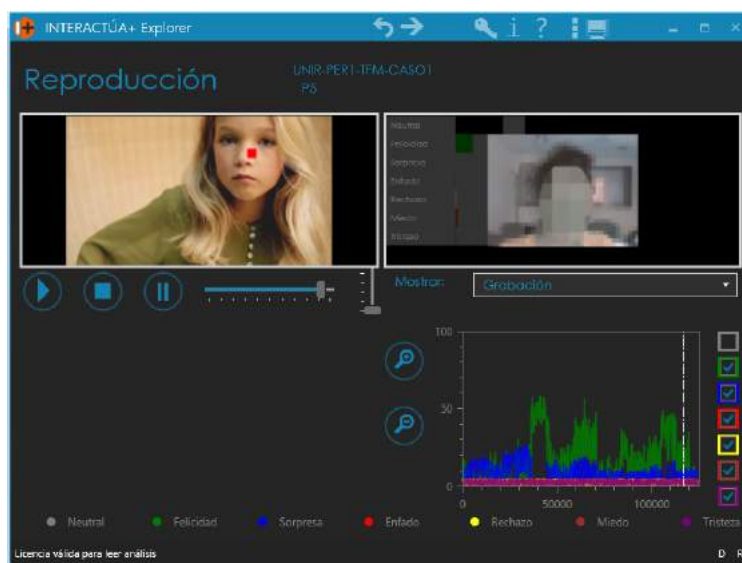 INTERACTÚA+ Explorer
Reproducción
UNIR-PER1-TFM-CASO1
P5
Neutral
Felicidad
Sorpresa
Enfado
Rechazo
Miedo
Tristeza
Mostrar:
Grabación
100
50
0
0
50000
100000
Neutral
Felicidad
Sorpresa
Enfado
Rechazo
Miedo
Tristeza
Licencia válida para leer análisis
D R